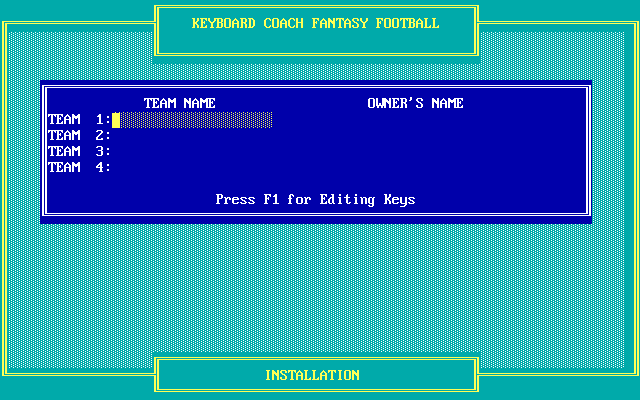 KEYBOARD COACH FANTASY FOOTBALL
TEAM NAME OWNER'S NAME
TEAM 1:
TEAM 2:
TEAM 3:
TEAM 4:
Press F1 for Editing Keys
INSTALLATION